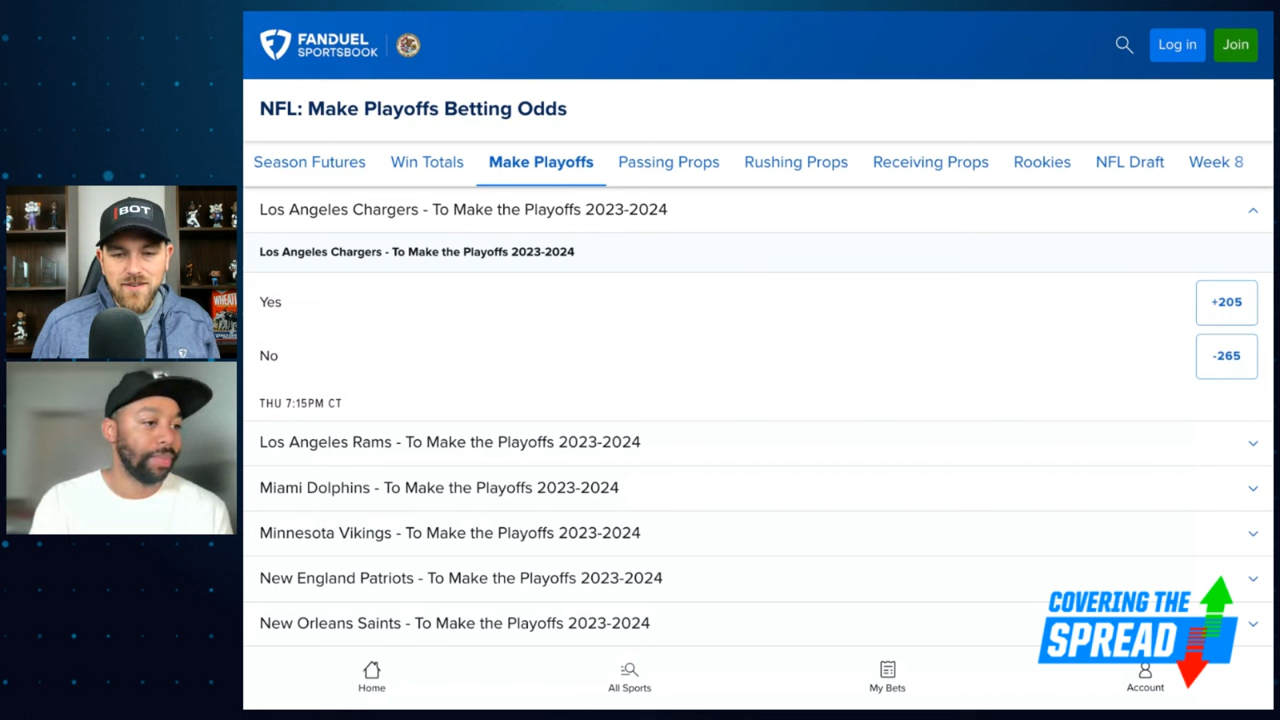 FANDUEL
SPORTSBOOK
Log in
Join
NFL: Make Playoffs Betting Odds
Season Futures
Win Totals
Make Playoffs
Passing Props
Rushing Props
Receiving Props
Rookies
NFL Draft
Week 8
Los Angeles Chargers - To Make the Playoffs 2023-2024
Los Angeles Chargers - To Make the Playoffs 2023-2024
Yes
+205
No
-265
THU 7:15PM CT
Los Angeles Rams - To Make the Playoffs 2023-2024
Miami Dolphins - To Make the Playoffs 2023-2024
Minnesota Vikings - To Make the Playoffs 2023-2024
New England Patriots - To Make the Playoffs 2023-2024
New Orleans Saints - To Make the Playoffs 2023-2024
Home
All Sports
My Bets
Account
COVERING THE
SPREAD
BOT
WHEATI